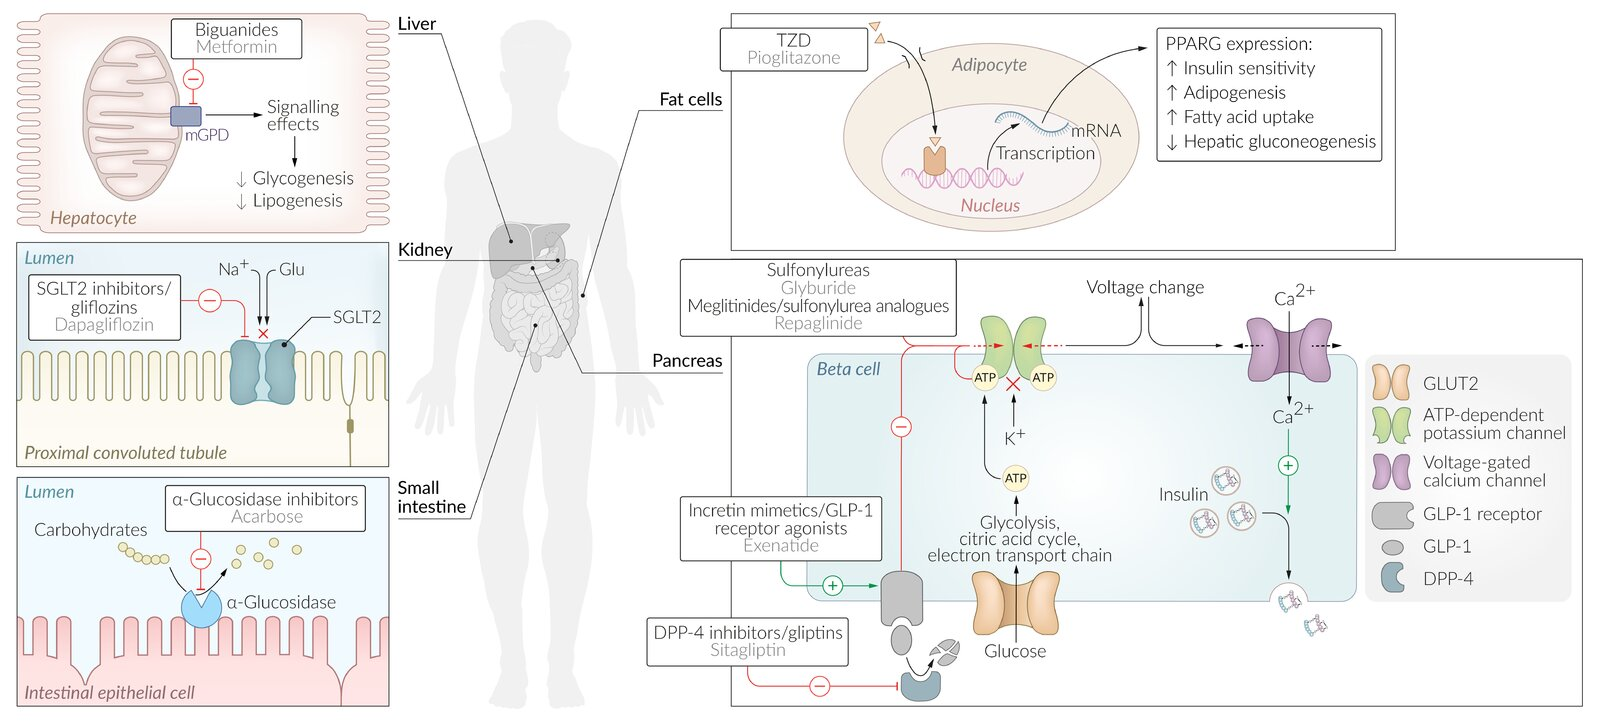 Biguanides
Metformin
mGPD
Signalling
effects
↓ Glycogenesis
↓ Lipogenesis
Hepatocyte
Liver
Kidney
Fat cells
Pancreas
Small
intestine
Lumen
Na+
Glu
SGLT2 inhibitors/
gliflozins
Dapagliflozin
SGLT2
Proximal convoluted tubule
Lumen
α-Glucosidase inhibitors
Acarbose
Carbohydrates
α-Glucosidase
Intestinal epithelial cell
TZD
Pioglitazone
Adipocyte
mRNA
Transcription
Nucleus
PPARG expression:
↑ Insulin sensitivity
↑ Adipogenesis
↑ Fatty acid uptake
↓ Hepatic gluconeogenesis
Sulfonylureas
Glyburide
Meglitinides/sulfonylurea analogues
Repaglinide
Voltage change
Ca2+
Beta cell
ATP
ATP
K+
Ca2+
ATP
Insulin
Glycolysis,
citric acid cycle,
electron transport chain
Incretin mimetics/GLP-1
receptor agonists
Exenatide
DPP-4 inhibitors/gliptins
Sitagliptin
Glucose
GLUT2
ATP-dependent
potassium channel
Voltage-gated
calcium channel
GLP-1 receptor
GLP-1
DPP-4